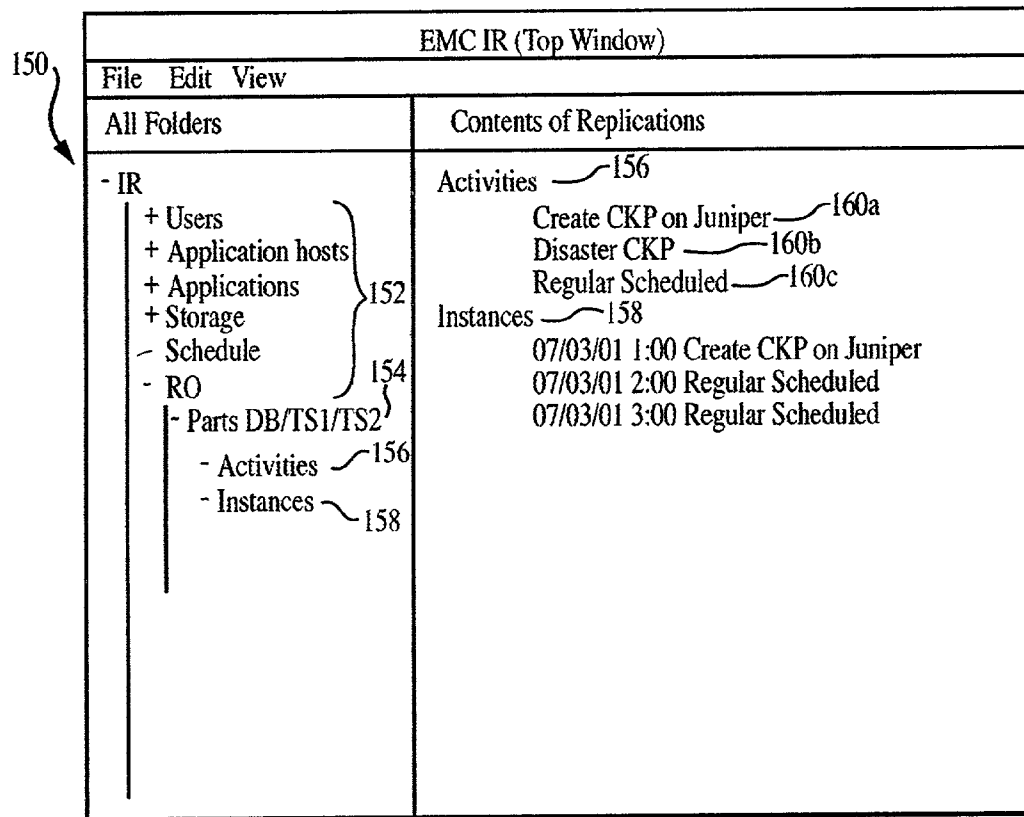 EMC IR (Top Window)
150
File Edit View
All Folders
Contents of Replications
- IR
+ Users
+ Application hosts
+ Applications
+ Storage
- Schedule
- RO
152
154
- Parts DB/TS1/TS2
- Activities 156
- Instances
158
Activities 156
Create CKP on Juniper 160a
Disaster CKP 160b
Regular Scheduled 160c
Instances 158
07/03/01 1:00 Create CKP on Juniper
07/03/01 2:00 Regular Scheduled
07/03/01 3:00 Regular Scheduled